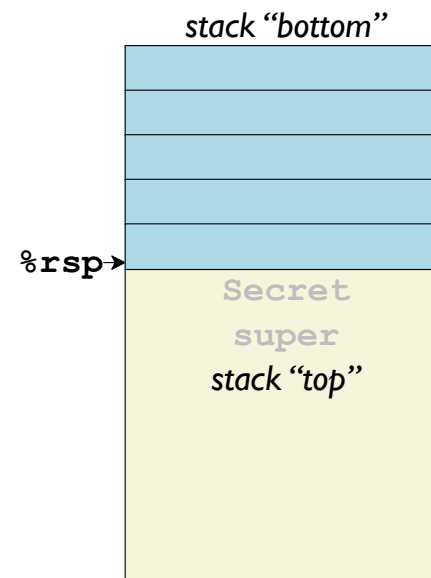 stack “bottom”
%rsp
Secret
super
stack “top”